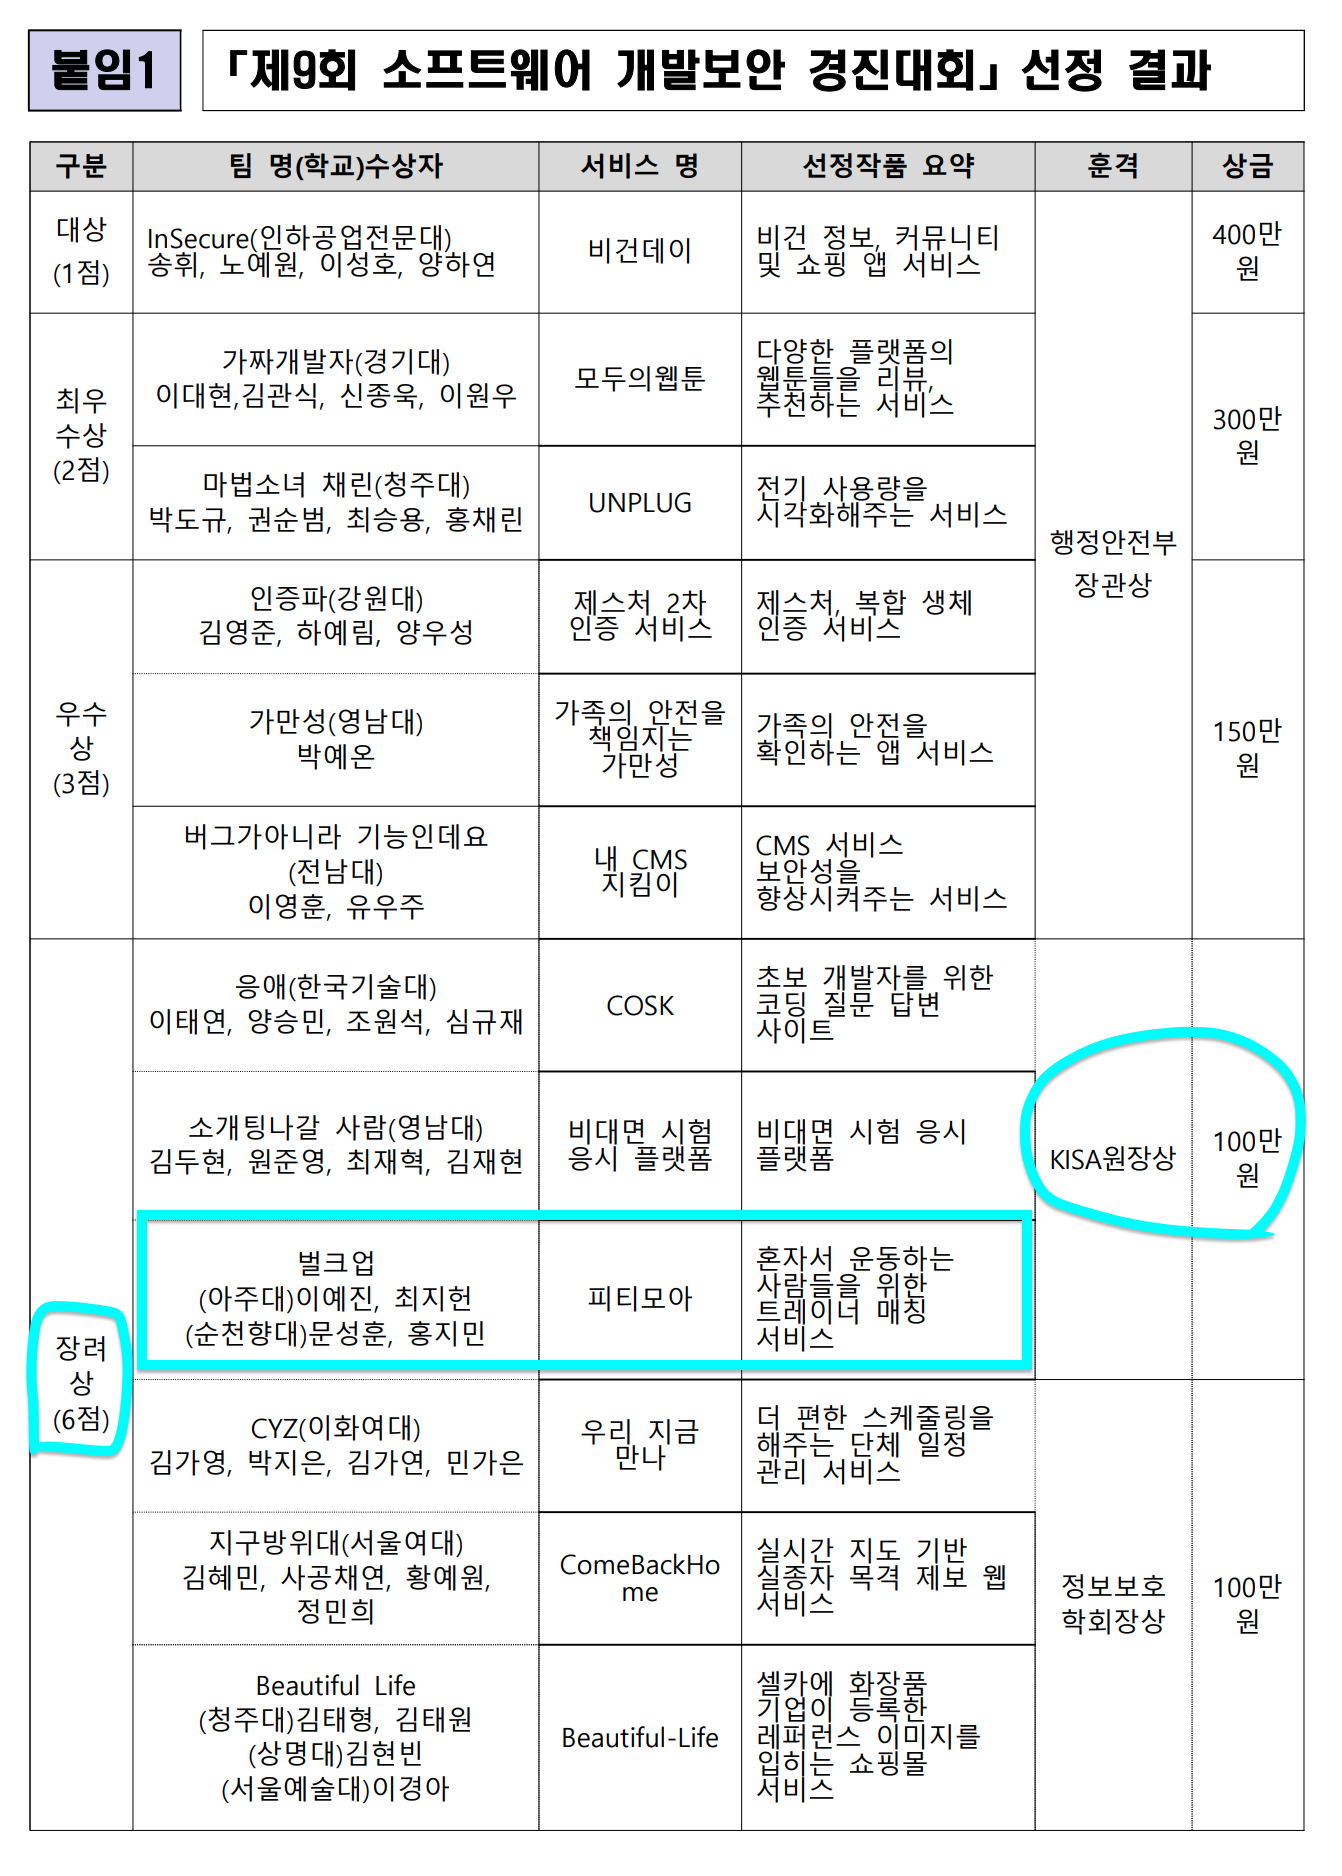 붙임1
「제9회 소프트웨어 개발보안 경진대회」 선정 결과
구분 팀 명(학교)수상자 서비스 명 선정작품 요약 훈격 상금
대상
(1점)
InSecure(인하공업전문대)
송휘, 노예원, 이성호, 양하연
비건데이
비건 정보, 커뮤니티
및 쇼핑 앱 서비스
행정안전부
장관상
400만
원
최우
수상
(2점)
가짜개발자(경기대)
이대현,김관식, 신종욱, 이원우
모두의웹툰
다양한 플랫폼의
웹툰들을 리뷰,
추천하는 서비스
300만
원
마법소녀 채린(청주대)
박도규, 권순범, 최승용, 홍채린
UNPLUG
전기 사용량을
시각화해주는 서비스
우수
상
(3점)
인증파(강원대)
김영준, 하예림, 양우성
제스처 2차
인증 서비스
제스처, 복합 생체
인증 서비스
150만
원
가만성(영남대)
박예온
가족의 안전을
책임지는
가만성
가족의 안전을
확인하는 앱 서비스
버그가아니라 기능인데요
(전남대)
이영훈, 유우주
내 CMS
지킴이
CMS 서비스
보안성을
향상시켜주는 서비스
장려
상
(6점)
응애(한국기술대)
이태연, 양승민, 조원석, 심규재
COSK
초보 개발자를 위한
코딩 질문 답변
사이트
KISA원장상
100만
원
소개팅나갈 사람(영남대)
김두현, 원준영, 최재혁, 김재현
비대면 시험
응시 플랫폼
비대면 시험 응시
플랫폼
벌크업
(아주대)이예진, 최지헌
(순천향대)문성훈, 홍지민
피티모아
혼자서 운동하는
사람들을 위한
트레이너 매칭
서비스
CYZ(이화여대)
김가영, 박지은, 김가연, 민가은
우리 지금
만나
더 편한 스케줄링을
해주는 단체 일정
관리 서비스
정보보호
학회장상
100만
원
지구방위대(서울여대)
김혜민, 사공채연, 황예원,
정민희
ComeBackHo
me
실시간 지도 기반
실종자 목격 제보 웹
서비스
Beautiful Life
(청주대)김태형, 김태원
(상명대)김현빈
(서울예술대)이경아
Beautiful-Life
셀카에 화장품
기업이 등록한
레퍼런스 이미지를
입히는 쇼핑몰
서비스